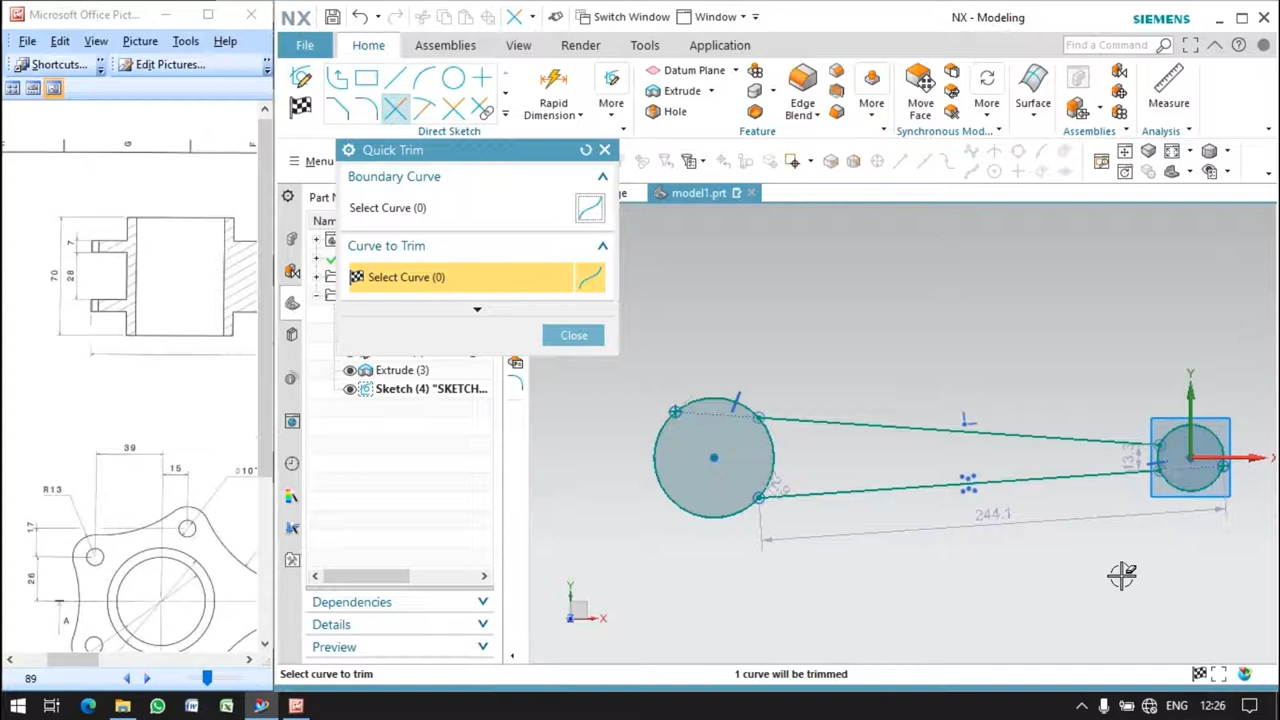 Microsoft Office Pict...
File Edit View Picture Tools Help
Shortcuts... Edit Pictures...
7
70
28
39
15
R13
17
26
A
89
NX
Switch Window
Window
NX - Modeling
SIEMENS
File Home Assemblies View Render Tools Application
Find a Command
Rapid Dimension
More
Direct Sketch
Datum Plane
Extrude
Hole
Edge Blend
More
Feature
Move Face
More
Synchronous Mod...
Surface
Assemblies
Measure
Analysis
Menu
Quick Trim
Boundary Curve
Select Curve (0)
Curve to Trim
Select Curve (0)
Close
Part N
Nam
model1.prt
Extrude (3)
Sketch (4) "SKETCH...
Dependencies
Details
Preview
244.1
Y
X
Y
X
Z
Select curve to trim
1 curve will be trimmed
ENG
12:26